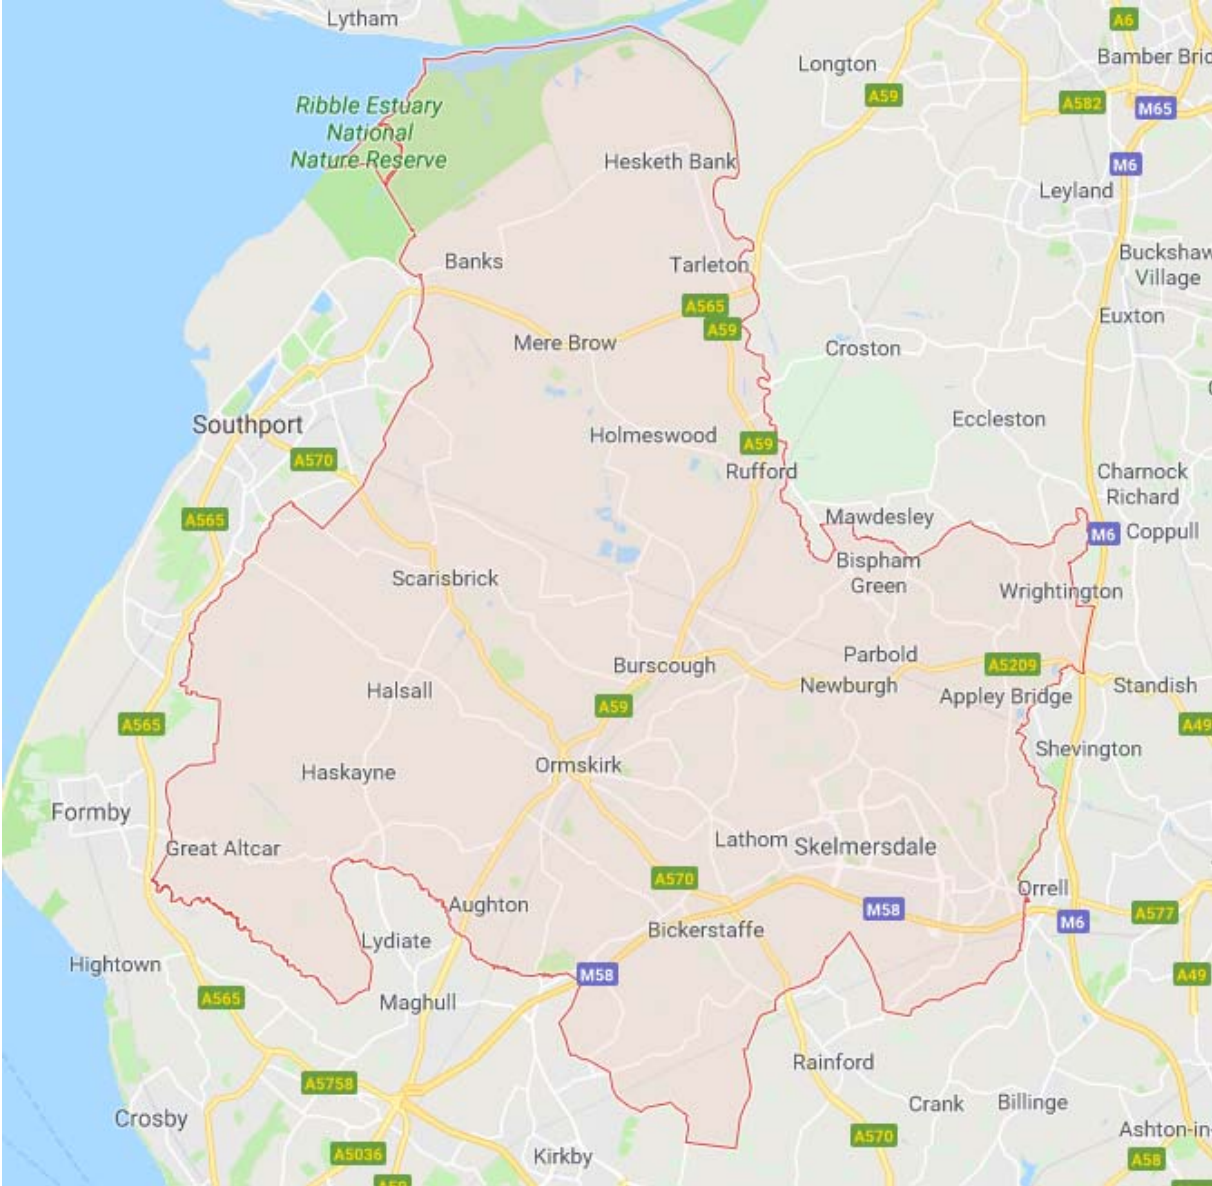 Lytham
A6
Longton
Bamber Bric
A59
A582
M65
Ribble Estuary
National
Nature Reserve
Hesketh Bank
M6
Leyland
Banks
Tarleton
Buckshaw
Village
A565
A59
Euxton
Mere Brow
Croston
Southport
Eccleston
Holmeswood
A59
A570
Rufford
Charnock
Richard
A565
Mawdesley
M6
Coppull
Bispham
Green
Scarisbrick
Wrightington
Burscough
Parbold
A5209
Halsall
Newburgh
Appley Bridge
Standish
A59
A565
A49
Shevington
Ormskirk
Haskayne
Formby
Great Altcar
Lathom
Skelmersdale
A570
Orrell
Aughton
M58
A577
M6
Bickerstaffe
Lydiate
Hightown
M58
A49
A565
Maghull
Rainford
A5758
Crank
Billinge
Crosby
A570
Ashton-in-
A5036
Kirkby
A58